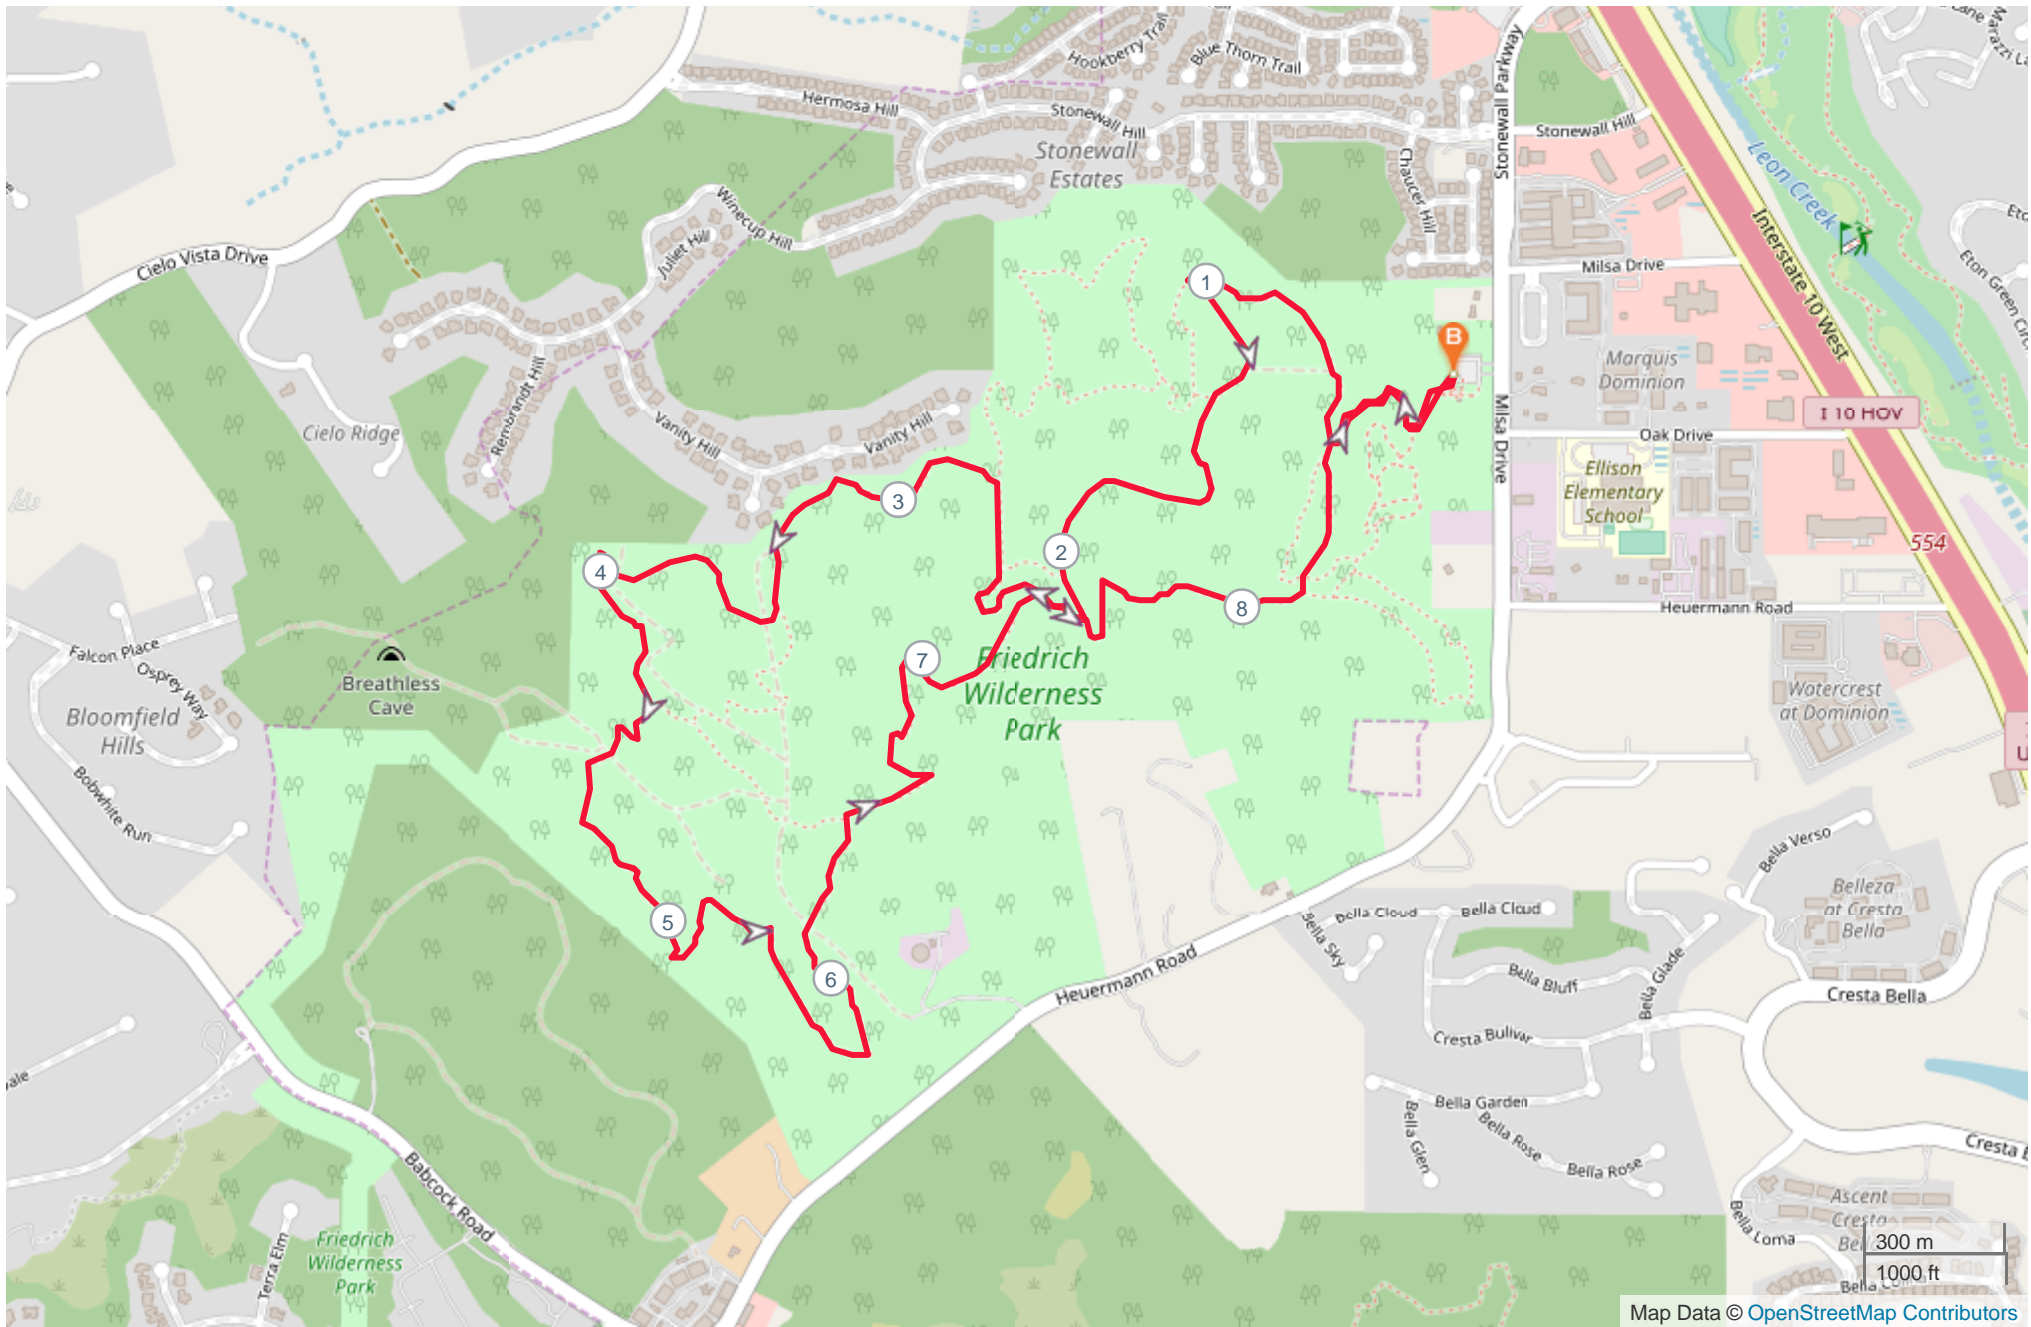 Hookberry Trail
Blue Thorn Trail
Hermosa Hill
Stonewall Hill
Stonewall
Estates
Stonewall Parkway
Stonewall Hill
Chaucer Hill
Leon Creek
Interstate 10 West
Eton Green Circ
Winecup Hill
Juliet Hill
Cielo Vista Drive
Milsa Drive
1
B
Marquis
Dominion
I 10 HOV
Rembrandt Hill
Cielo Ridge
Vanity Hill
Vanity Hill
Milsa Drive
Oak Drive
Ellison
Elementary
School
3
2
554
4
8
Heuermann Road
Falcon Place
Osprey Way
Breathless
Cave
Bloomfield
Hills
7
Friedrich
Wilderness
Park
Watercrest
at Dominion
Bobwhite Run
Bella Verso
Belleza
at Cresta
Bella
5
6
Bella Cloud
Bella Cloud
Bella Sky
Bella Bluff
Bella Glade
Heuermann Road
Cresta Bella
Cresta Bulivar
Bella Garden
Bella Glen
Bella Rose
Bella Rose
Cresta B
Babcock Road
Friedrich
Wilderness
Park
Terra Elm
Ascent
Cresta
Bella Loma
300 m
1000 ft
Map Data © OpenStreetMap Contributors